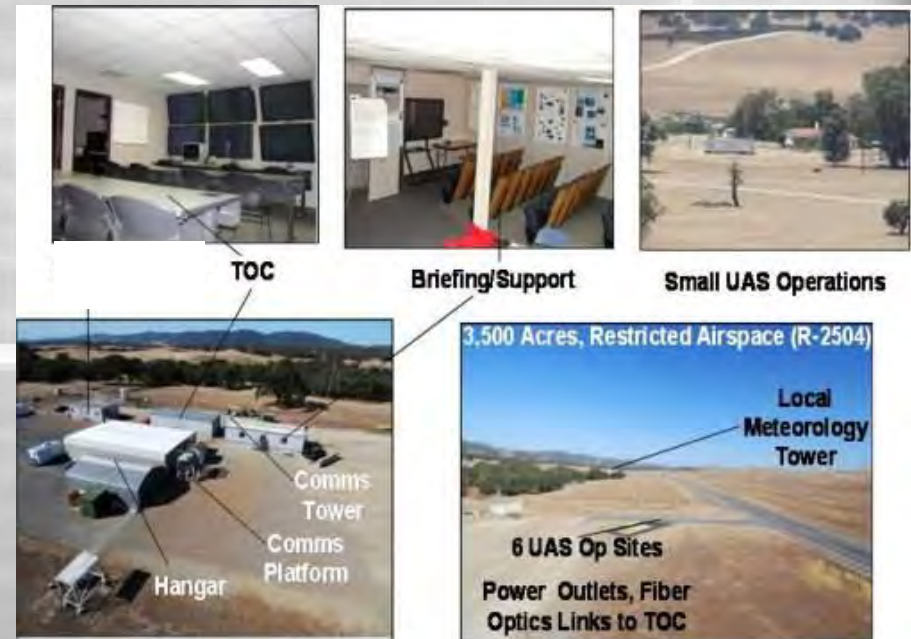 TOC
Briefing/Support
Small UAS Operations
3,500 Acres, Restricted Airspace (R-2504)
Local
Meteorology
Tower
Comms
Tower
Comms
Platform
Hangar
6 UAS Op Sites
Power Outlets, Fiber
Optics Links to TOC